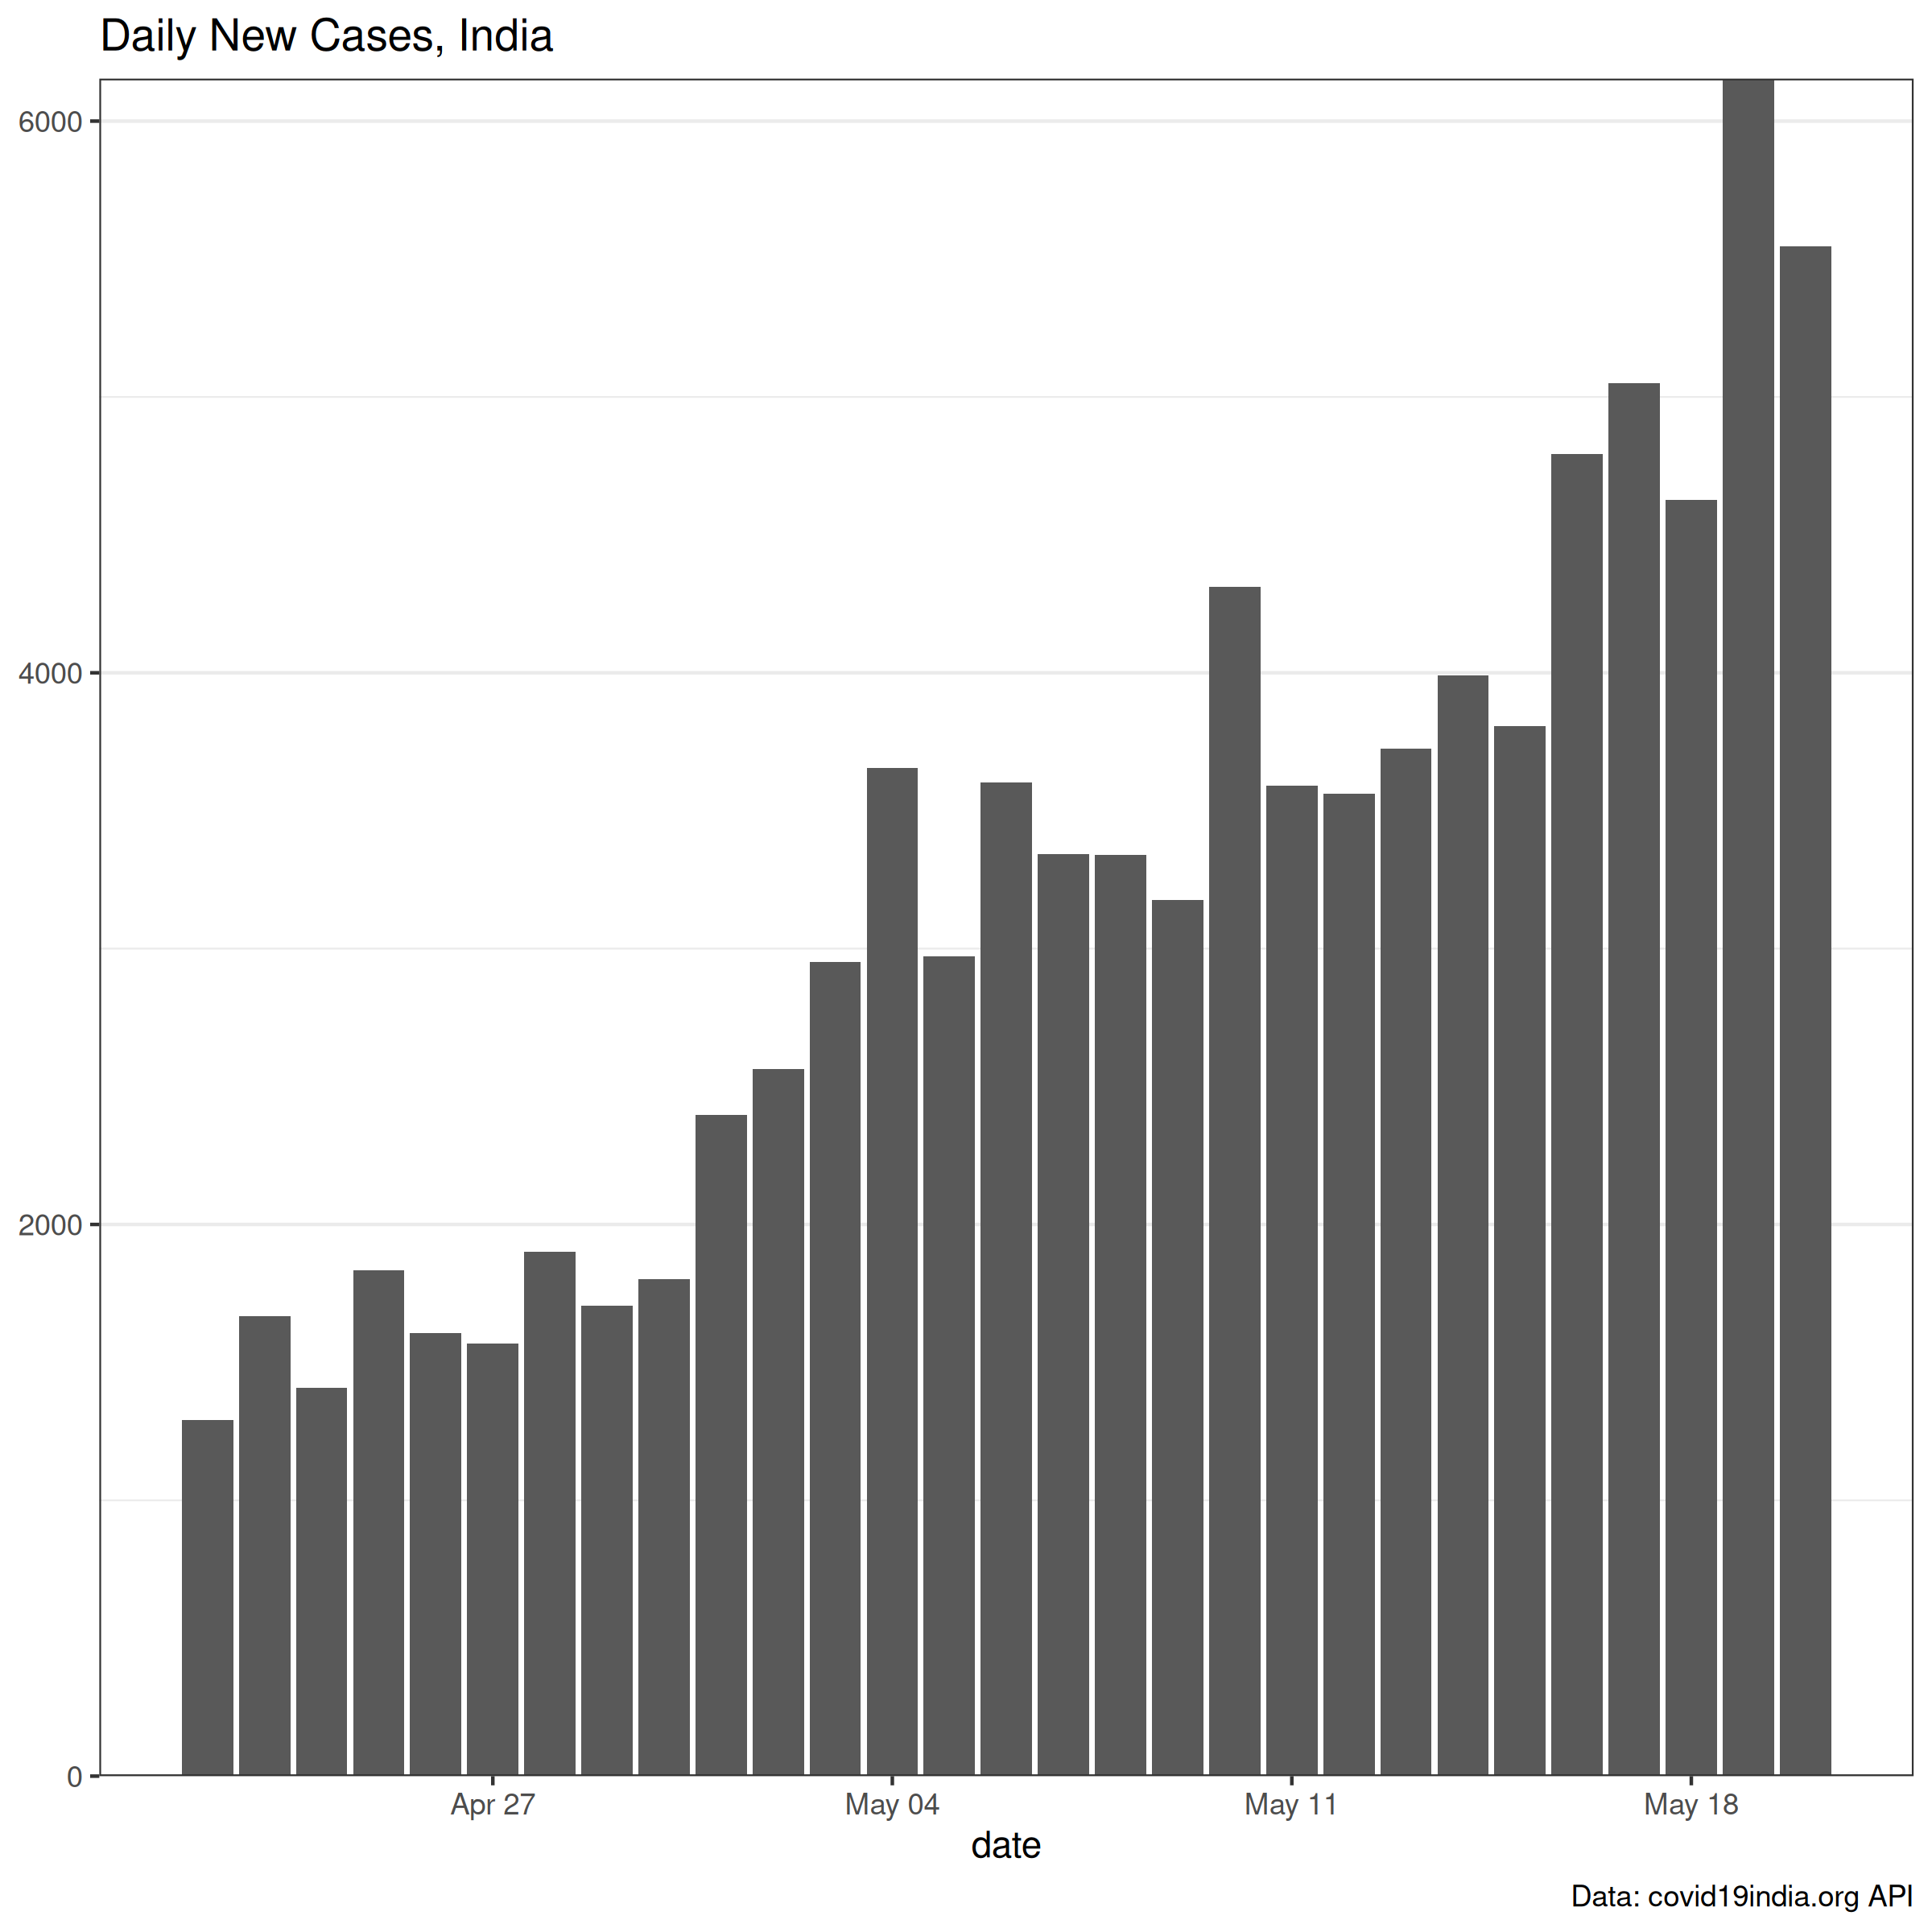 Daily New Cases, India
6000
4000
2000
0
Apr 27 May 04 May 11 May 18
date
Data: covid19india.org API